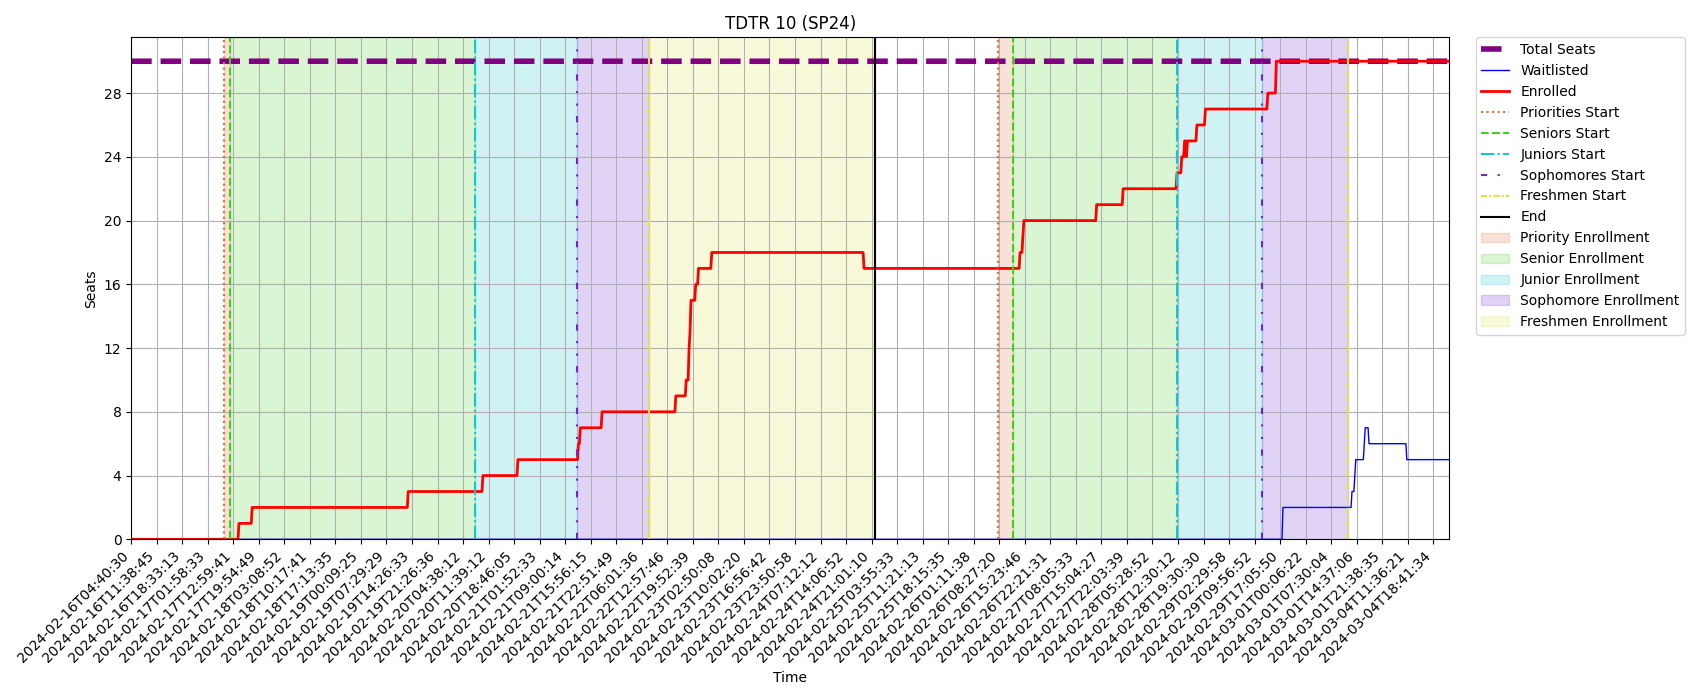 TDTR 10 (SP24)
Seats
28
24
20
16
12
8
4
0
2024-02-16T04:40:30
2024-02-16T11:38:45
2024-02-16T18:33:13
2024-02-17T01:58:33
2024-02-17T12:59:41
2024-02-17T19:54:49
2024-02-18T03:08:52
2024-02-18T10:17:41
2024-02-18T17:13:35
2024-02-19T00:09:25
2024-02-19T07:29:29
2024-02-19T14:26:33
2024-02-19T21:26:36
2024-02-20T04:38:12
2024-02-20T11:39:12
2024-02-20T18:46:05
2024-02-21T01:52:33
2024-02-21T09:00:14
2024-02-21T15:56:15
2024-02-21T22:51:49
2024-02-22T06:01:36
2024-02-22T12:57:46
2024-02-22T19:52:39
2024-02-23T02:50:08
2024-02-23T10:02:20
2024-02-23T16:56:42
2024-02-23T23:50:58
2024-02-24T07:12:12
2024-02-24T14:06:52
2024-02-24T21:01:10
2024-02-25T03:55:33
2024-02-25T11:21:13
2024-02-25T18:15:35
2024-02-26T01:11:38
2024-02-26T08:27:20
2024-02-26T15:23:46
2024-02-26T22:21:31
2024-02-27T08:05:33
2024-02-27T15:04:27
2024-02-27T22:03:39
2024-02-28T05:28:52
2024-02-28T12:30:12
2024-02-28T19:30:30
2024-02-29T02:29:58
2024-02-29T09:56:52
2024-02-29T17:05:50
2024-03-01T00:06:22
2024-03-01T07:30:04
2024-03-01T14:37:06
2024-03-01T21:38:35
2024-03-04T11:36:21
2024-03-04T18:41:34
Time
Total Seats
Waitlisted
Enrolled
Priorities Start
Seniors Start
Juniors Start
Sophomores Start
Freshmen Start
End
Priority Enrollment
Senior Enrollment
Junior Enrollment
Sophomore Enrollment
Freshmen Enrollment